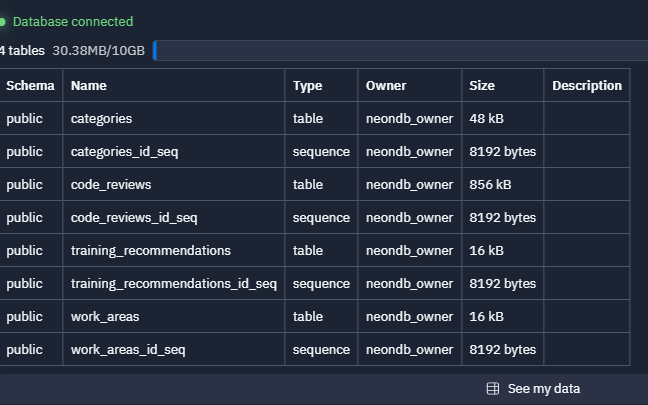 Database connected
4 tables 30.38MB/10GB
Schema Name Type Owner Size Description
public categories table neondb_owner 48 kB
public categories_id_seq sequence neondb_owner 8192 bytes
public code_reviews table neondb_owner 856 kB
public code_reviews_id_seq sequence neondb_owner 8192 bytes
public training_recommendations table neondb_owner 16 kB
public training_recommendations_id_seq sequence neondb_owner 8192 bytes
public work_areas table neondb_owner 16 kB
public work_areas_id_seq sequence neondb_owner 8192 bytes
See my data